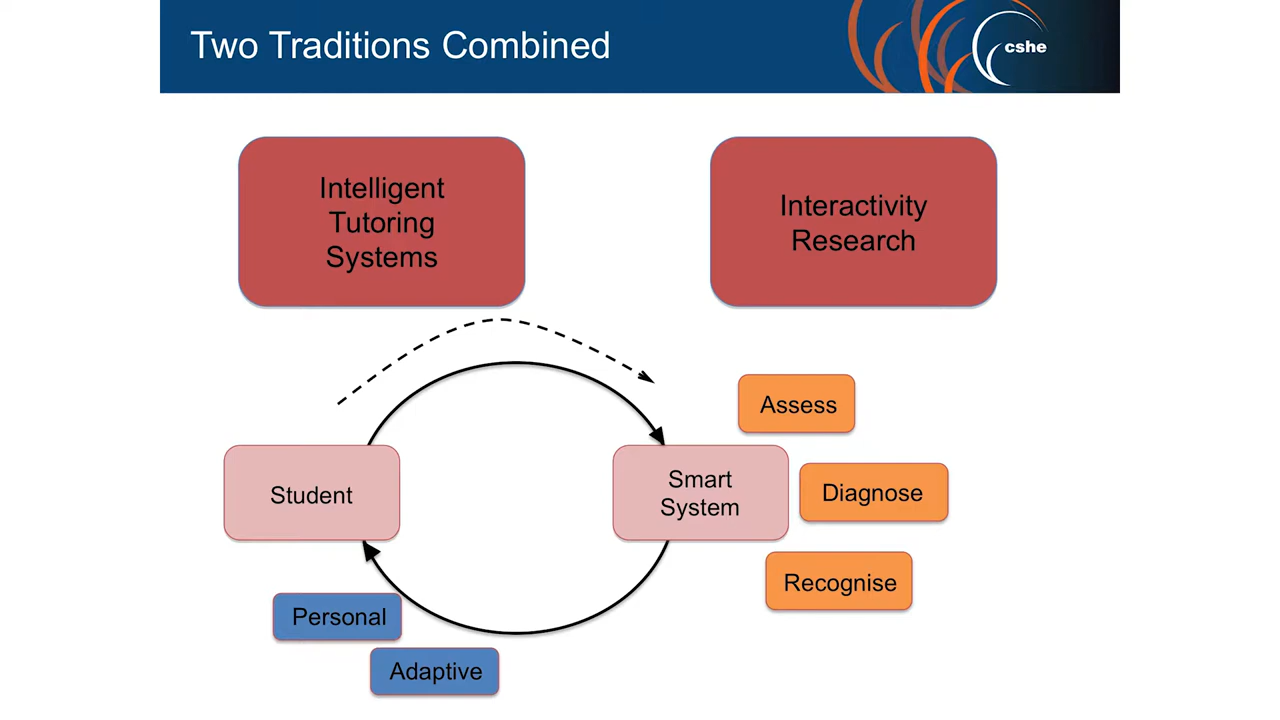 Two Traditions Combined
cshe
Intelligent
Tutoring
Systems
Interactivity
Research
Assess
Student
Smart
System
Diagnose
Recognise
Personal
Adaptive